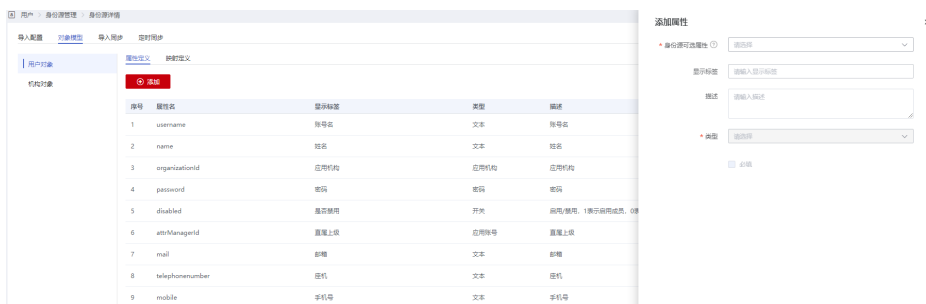 用户 > 身份源管理 > 身份源详情
导入配置 对象模型 导入同步 定时同步
用户对象
机构对象
属性定义 映射定义
添加
序号 属性名 显示标签 类型 描述
1 username 账号名 文本 账号名
2 name 姓名 文本 姓名
3 organizationId 应用机构 应用机构 应用机构
4 password 密码 密码 密码
5 disabled 是否禁用 开关 启用/禁用，1表示启用成员，0表
6 attrManagerId 直属上级 应用账号 直属上级
7 mail 邮箱 文本 邮箱
8 telephonenumber 座机 文本 座机
9 mobile 手机号 文本 手机号
添加属性
* 身份源可选属性 ? 请选择
显示标签 请输入显示标签
描述 请输入描述
* 类型 请选择
必填